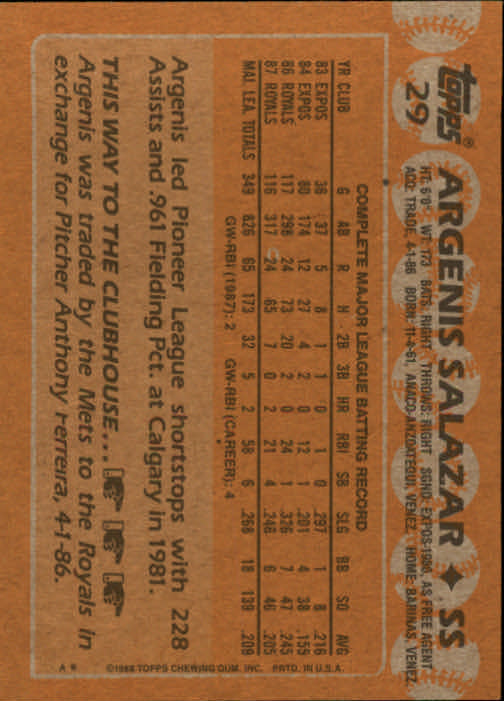 topps®
29
ARGENIS SALAZAR ♦ SS
HT. 6'0" WT. 173 BATS: RIGHT THROWS: RIGHT SGND. EXPOS-1980, AS FREE AGENT
ACQ: TRADE, 4-1-86 BORN: 11-4-61, ANACO-ANZOATEGUI, VENEZ. HOME: BARINAS, VENEZ.
COMPLETE MAJOR LEAGUE BATTING RECORD
YR CLUB G AB R H 2B 3B HR RBI SB SLG BB SO AVG
83 EXPOS 36 37 5 8 1 1 0 1 0 .297 1 8 .216
84 EXPOS 80 174 12 27 4 2 0 12 1 .201 4 38 .155
86 ROYALS 117 298 24 73 20 2 0 24 1 .326 7 47 .245
87 ROYALS 116 317 24 65 7 0 2 21 4 .246 6 46 .205
MAJ. LEA. TOTALS 349 826 65 173 32 5 2 58 6 .268 18 139 .209
GW-RBI (1987): 2 GW-RBI (CAREER): 4
Argenis led Pioneer League shortstops with 228
Assists and .961 Fielding Pct. at Calgary in 1981.
THIS WAY TO THE CLUBHOUSE...
Argenis was traded by the Mets to the Royals in
exchange for Pitcher Anthony Ferreira, 4-1-86.
©1988 TOPPS CHEWING GUM, INC. PRTD. IN U.S.A.
A *